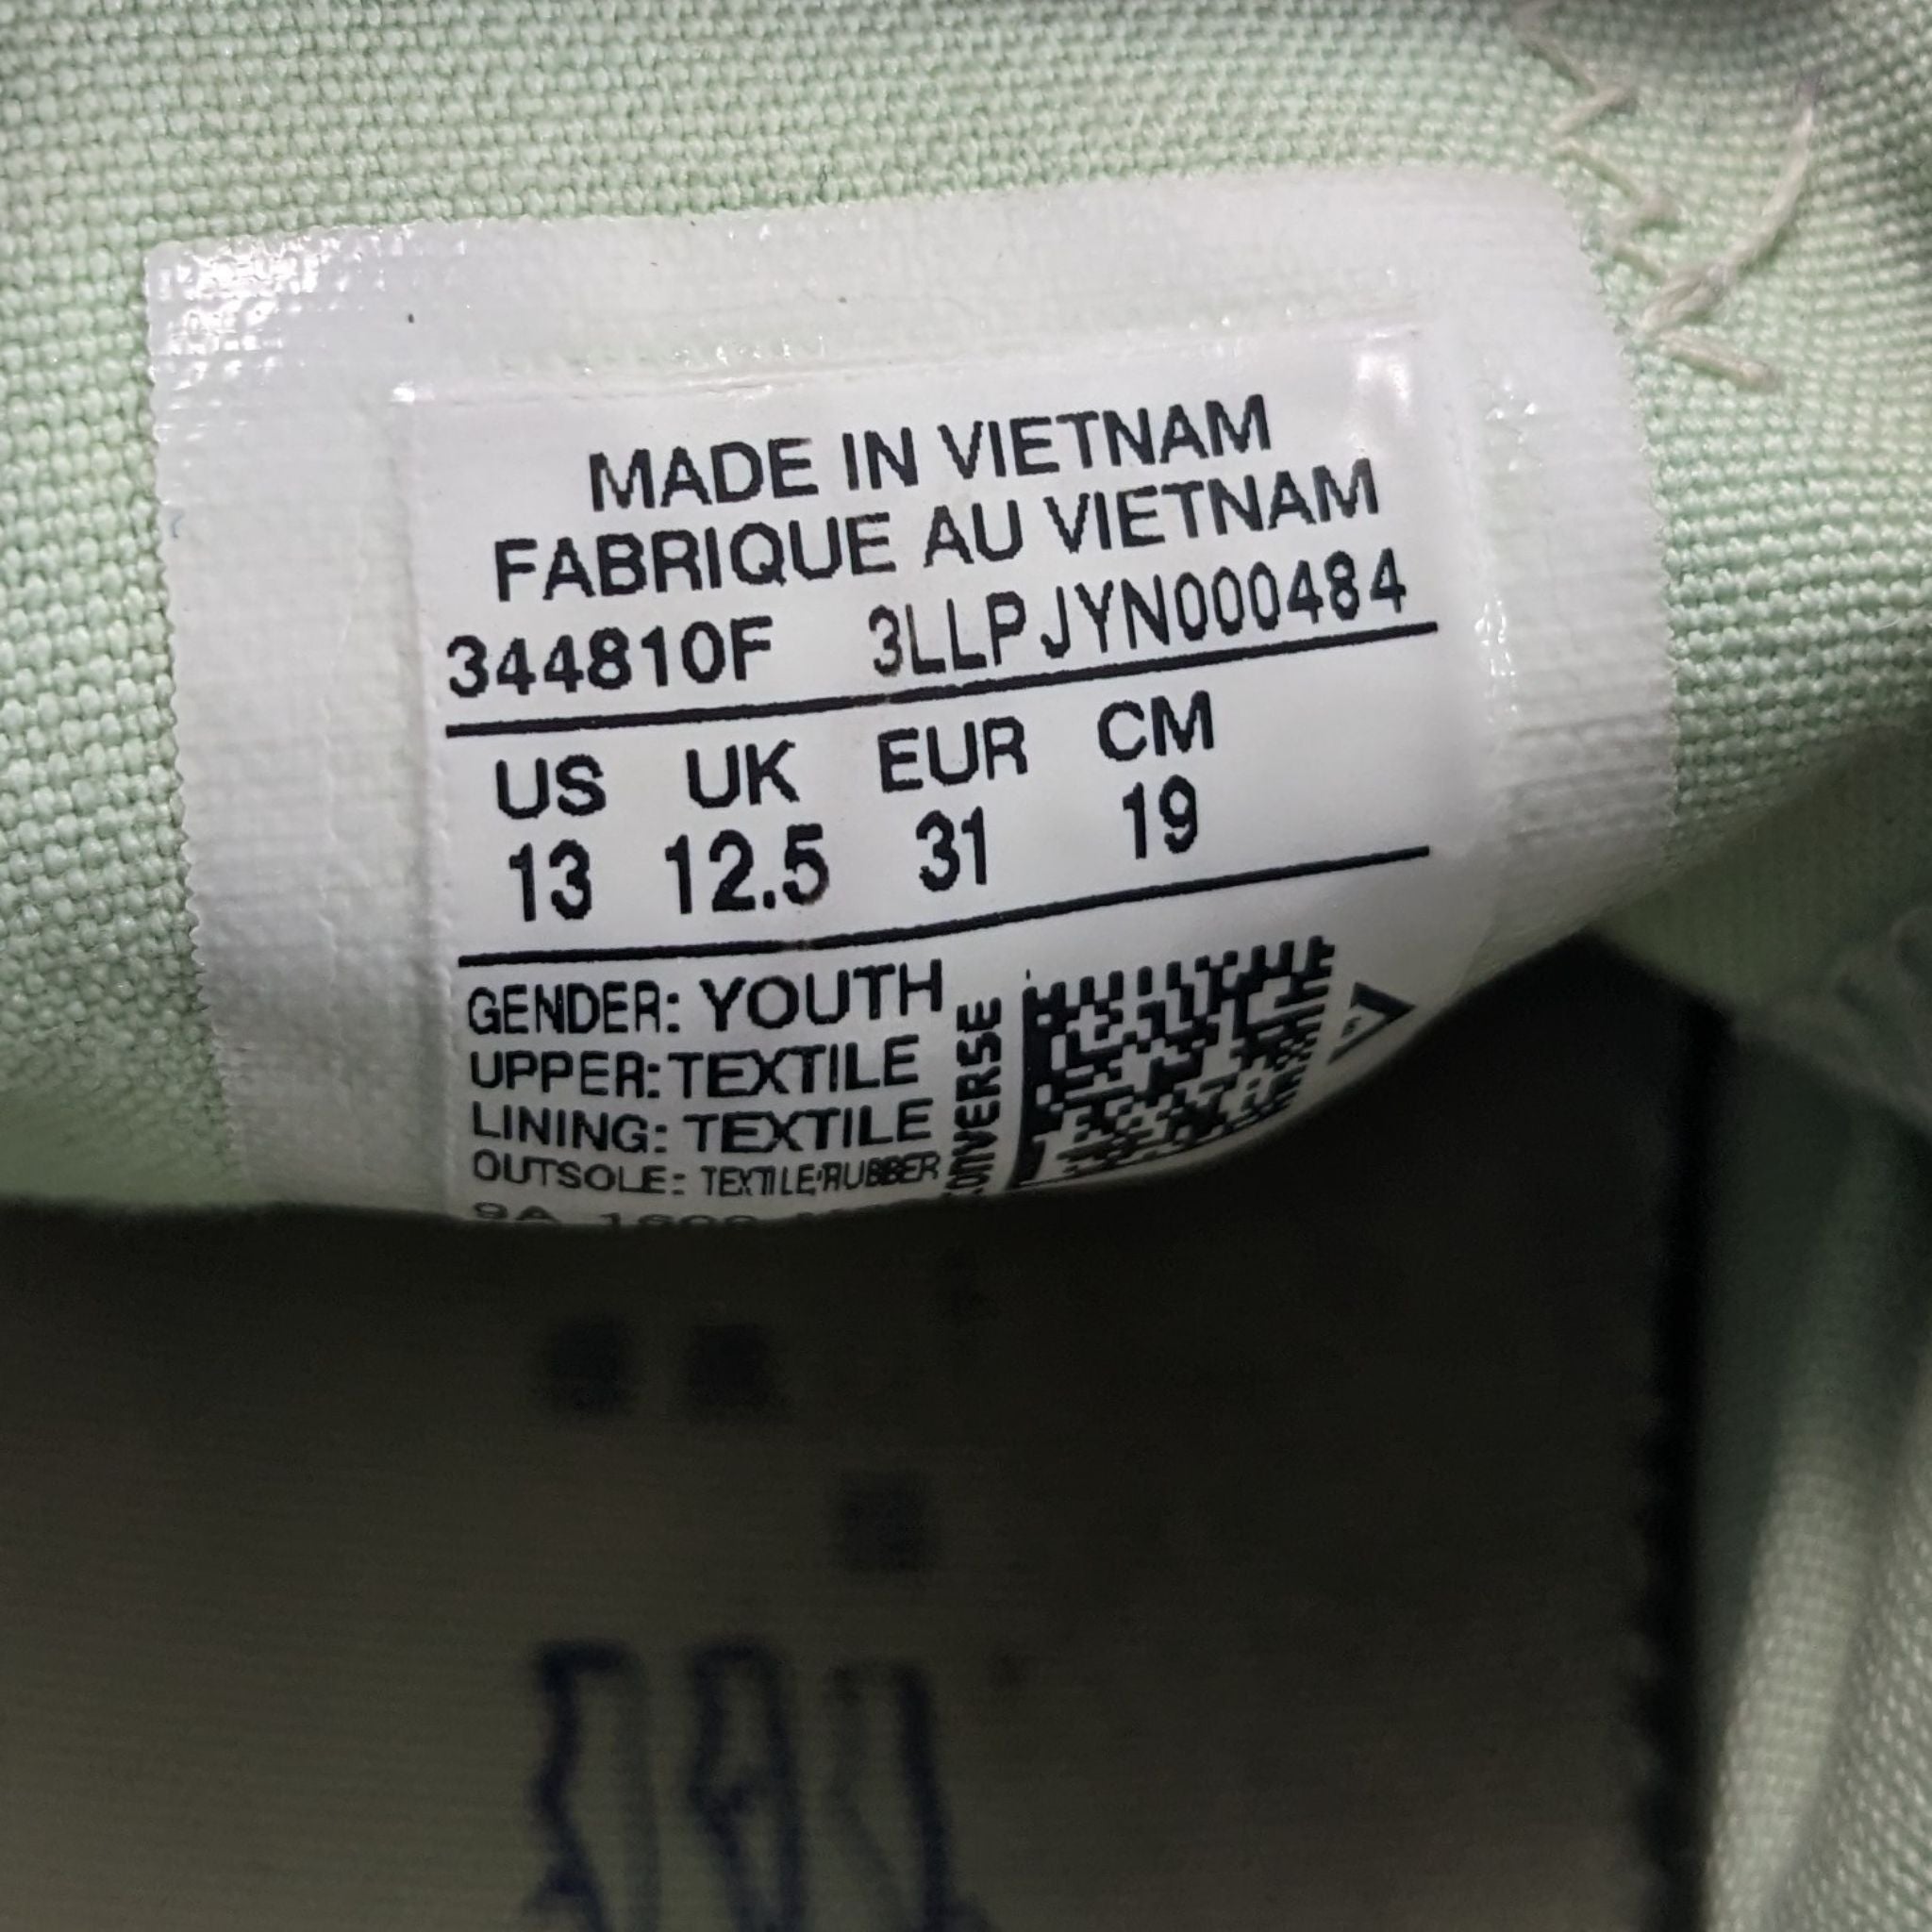 MADE IN VIETNAM
FABRIQUE AU VIETNAM
344810F 3LLPJYN000484
US UK EUR CM
13 12.5 31 19
GENDER: YOUTH
UPPER: TEXTILE
LINING: TEXTILE
OUTSOLE: TEXTILE/RUBBER
CONVERSE